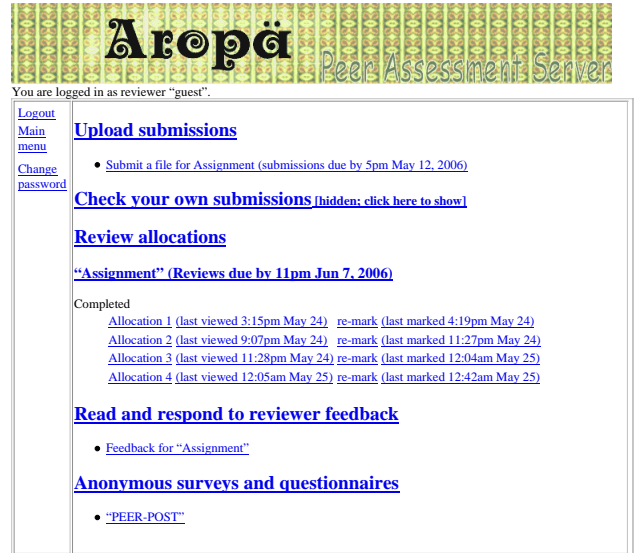 Aropä
Peer Assessment Server
You are logged in as reviewer “guest”.
Logout
Main
menu
Change
password
Upload submissions
● Submit a file for Assignment (submissions due by 5pm May 12, 2006)
Check your own submissions [hidden; click here to show]
Review allocations
“Assignment” (Reviews due by 11pm Jun 7, 2006)
Completed
Allocation 1 (last viewed 3:15pm May 24) re-mark (last marked 4:19pm May 24)
Allocation 2 (last viewed 9:07pm May 24) re-mark (last marked 11:27pm May 24)
Allocation 3 (last viewed 11:28pm May 24) re-mark (last marked 12:04am May 25)
Allocation 4 (last viewed 12:05am May 25) re-mark (last marked 12:42am May 25)
Read and respond to reviewer feedback
● Feedback for “Assignment”
Anonymous surveys and questionnaires
● “PEER-POST”